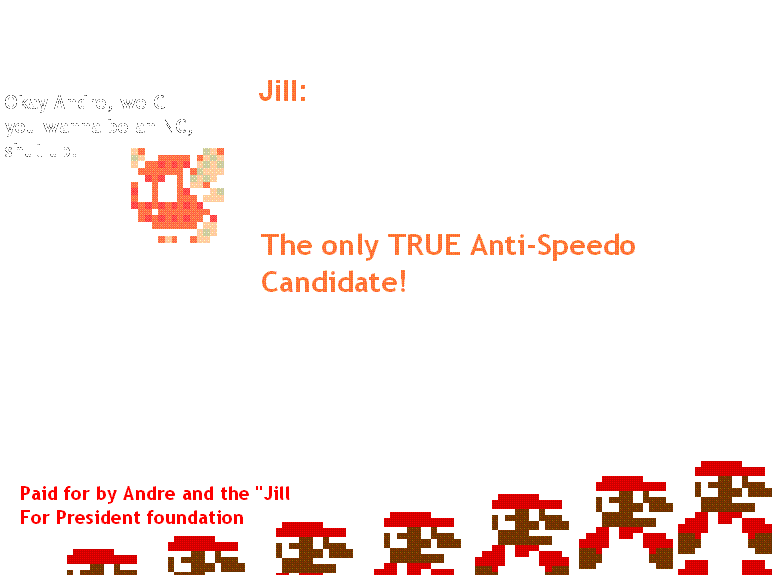 Okay Andre, we C
you wanna be an NC,
shut up.
Jill:
The only TRUE Anti-Speedo
Candidate!
Paid for by Andre and the "Jill
For President foundation